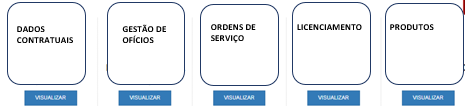 DADOS
CONTRATUAIS
VISUALIZAR
GESTÃO DE
OFÍCIOS
VISUALIZAR
ORDENS DE
SERVIÇO
VISUALIZAR
LICENCIAMENTO
VISUALIZAR
PRODUTOS
VISUALIZAR